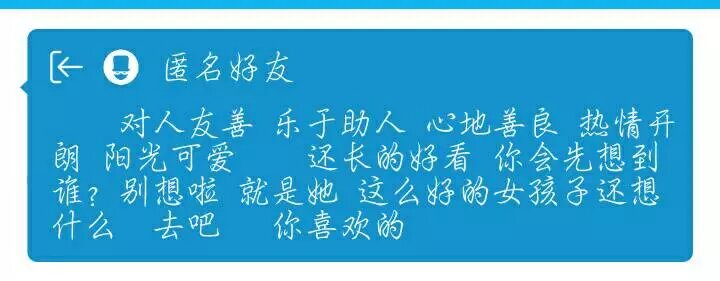 匿名好友
对人友善 乐于助人 心地善良 热情开
朗 阳光可爱 还长的好看 你会先想到
谁？别想啦 就是她 这么好的女孩子还想
什么 去吧 你喜欢的